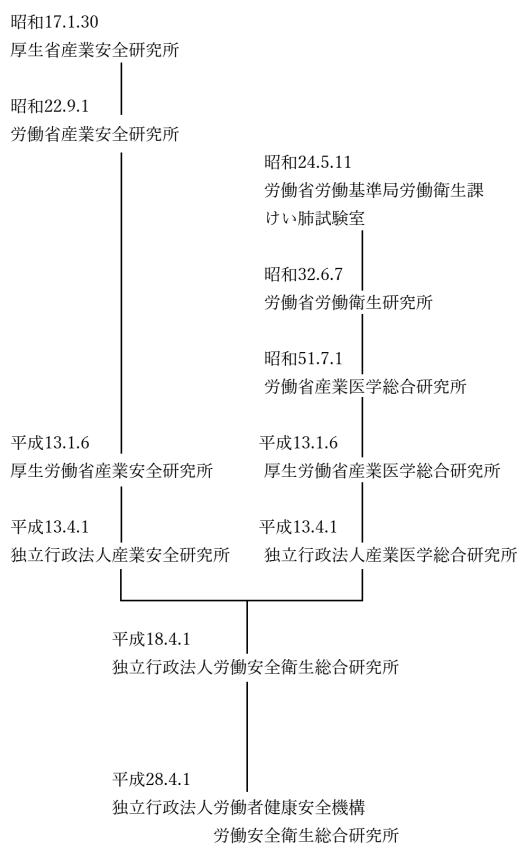 昭和17.1.30
厚生省産業安全研究所
昭和22.9.1
労働省産業安全研究所
昭和24.5.11
労働省労働基準局労働衛生課
けい肺試験室
昭和32.6.7
労働省労働衛生研究所
昭和51.7.1
労働省産業医学総合研究所
平成13.1.6
厚生労働省産業安全研究所
平成13.1.6
厚生労働省産業医学総合研究所
平成13.4.1
独立行政法人産業安全研究所
平成13.4.1
独立行政法人産業医学総合研究所
平成18.4.1
独立行政法人労働安全衛生総合研究所
平成28.4.1
独立行政法人労働者健康安全機構
労働安全衛生総合研究所